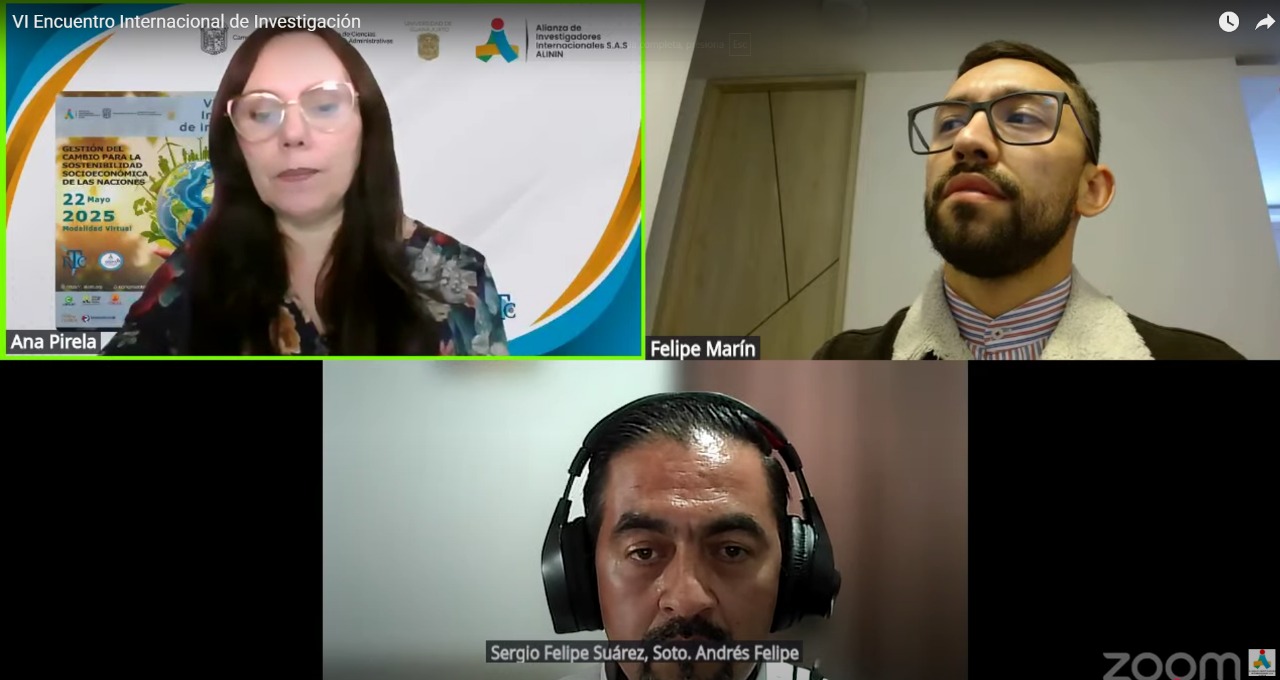 VI Encuentro Internacional de Investigación
Alianza de
Investigadores
Internacionales S.A.S
ALININ
GESTIÓN DEL
CAMBIO PARA LA
SOSTENIBILIDAD
SOCIOECONÓMICA
DE LAS NACIONES
22 Mayo
2025
Modalidad Virtual
Ana Pirela
Felipe Marín
Sergio Felipe Suárez, Soto. Andrés Felipe
zoom